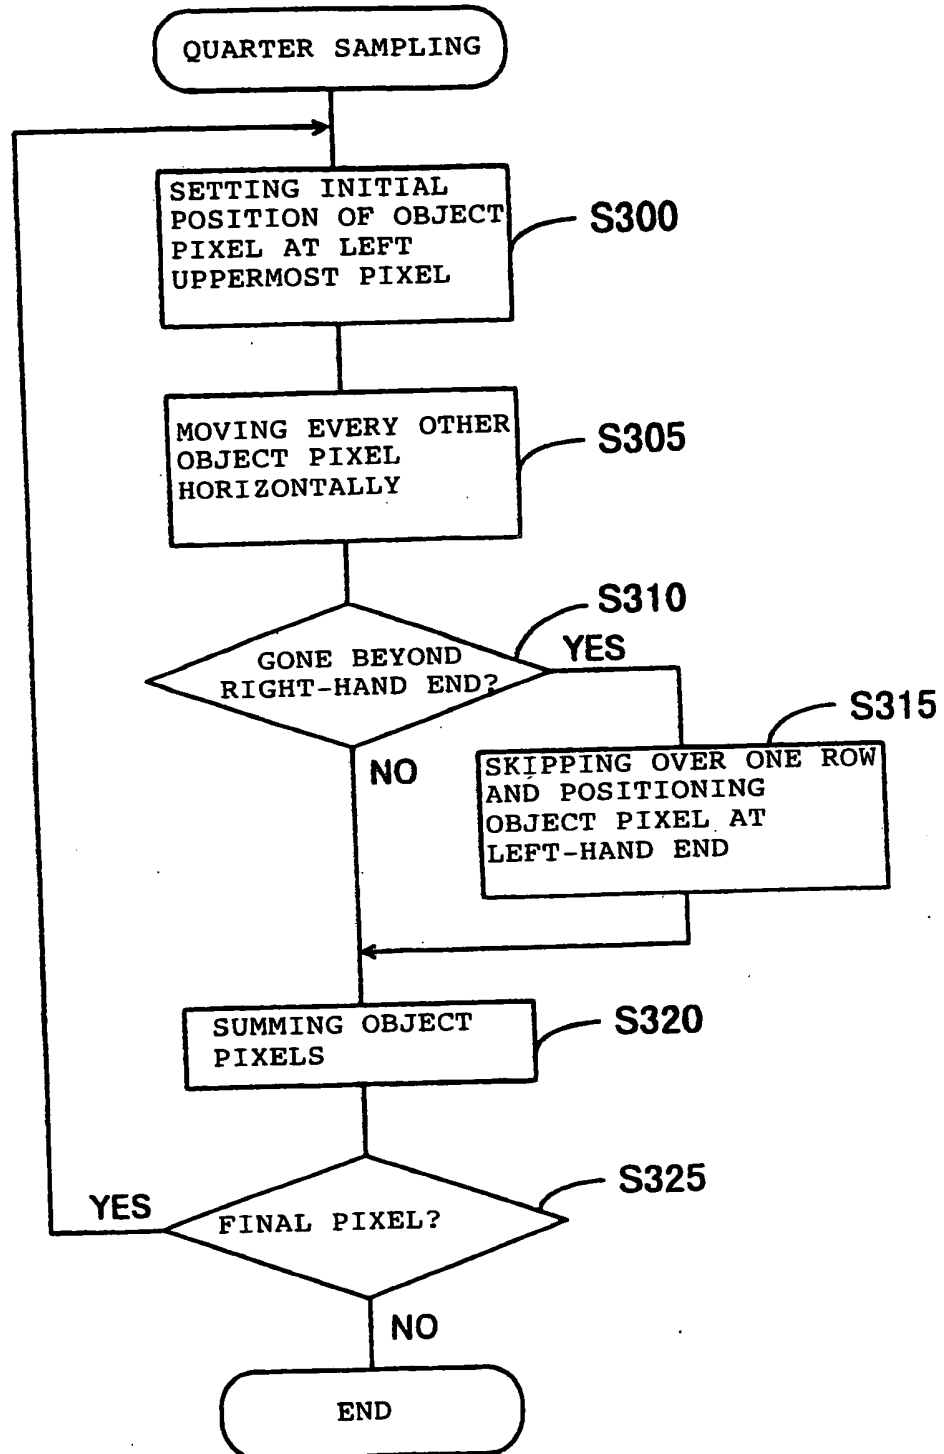 QUARTER SAMPLING
SETTING INITIAL
POSITION OF OBJECT
PIXEL AT LEFT
UPPERMOST PIXEL
S300
MOVING EVERY OTHER
OBJECT PIXEL
HORIZONTALLY
S305
S310
GONE BEYOND
RIGHT-HAND END?
YES
NO
S315
SKIPPING OVER ONE ROW
AND POSITIONING
OBJECT PIXEL AT
LEFT-HAND END
SUMMING OBJECT
PIXELS
S320
S325
YES
FINAL PIXEL?
NO
END